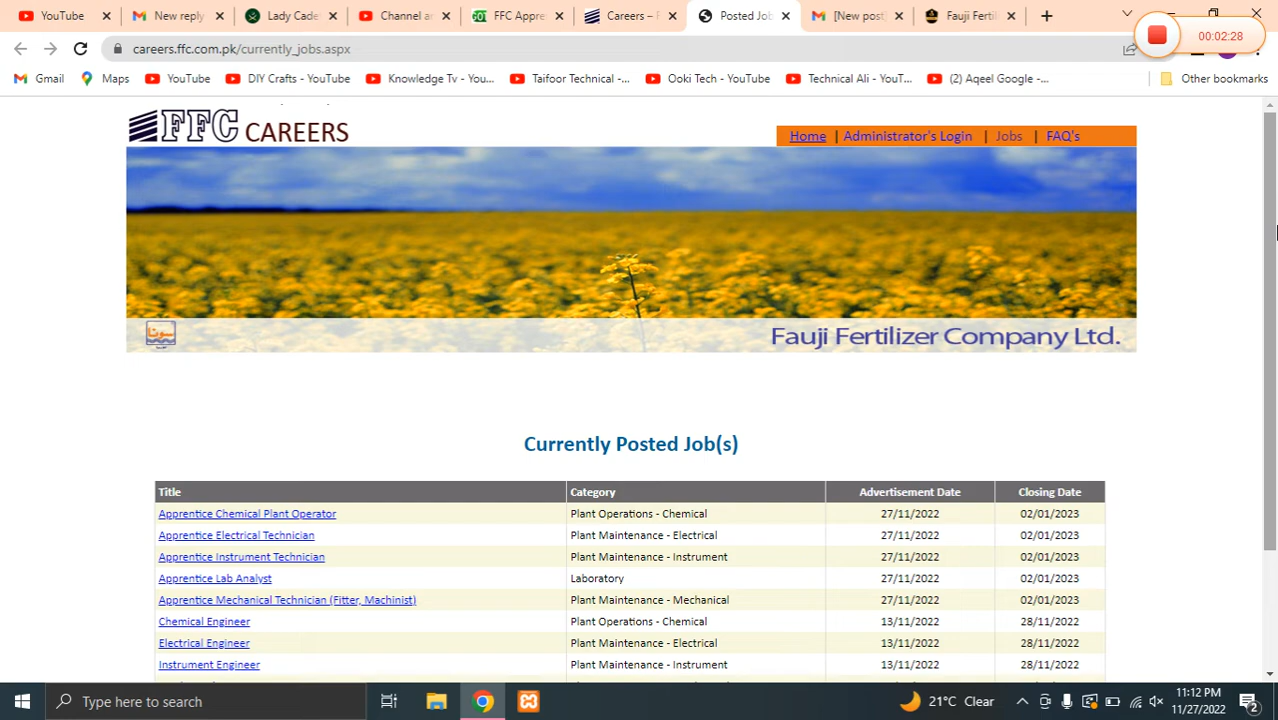 YouTube
New reply
Lady Cade
Channel a
FFC Appre
Careers –
Posted Job
[New post]
Fauji Fertil
00:02:28
careers.ffc.com.pk/currently_jobs.aspx
Gmail
Maps
YouTube
DIY Crafts - YouTube
Knowledge Tv - You...
Taifoor Technical -...
Ooki Tech - YouTube
Technical Ali - YouT...
(2) Aqeel Google -...
Other bookmarks
FFC CAREERS
Home | Administrator's Login | Jobs | FAQ's
سونا
Fauji Fertilizer Company Ltd.
Currently Posted Job(s)
Title Category Advertisement Date Closing Date
Apprentice Chemical Plant Operator Plant Operations - Chemical 27/11/2022 02/01/2023
Apprentice Electrical Technician Plant Maintenance - Electrical 27/11/2022 02/01/2023
Apprentice Instrument Technician Plant Maintenance - Instrument 27/11/2022 02/01/2023
Apprentice Lab Analyst Laboratory 27/11/2022 02/01/2023
Apprentice Mechanical Technician (Fitter, Machinist) Plant Maintenance - Mechanical 27/11/2022 02/01/2023
Chemical Engineer Plant Operations - Chemical 13/11/2022 28/11/2022
Electrical Engineer Plant Maintenance - Electrical 13/11/2022 28/11/2022
Instrument Engineer Plant Maintenance - Instrument 13/11/2022 28/11/2022
Type here to search
21°C Clear
11:12 PM
11/27/2022
2